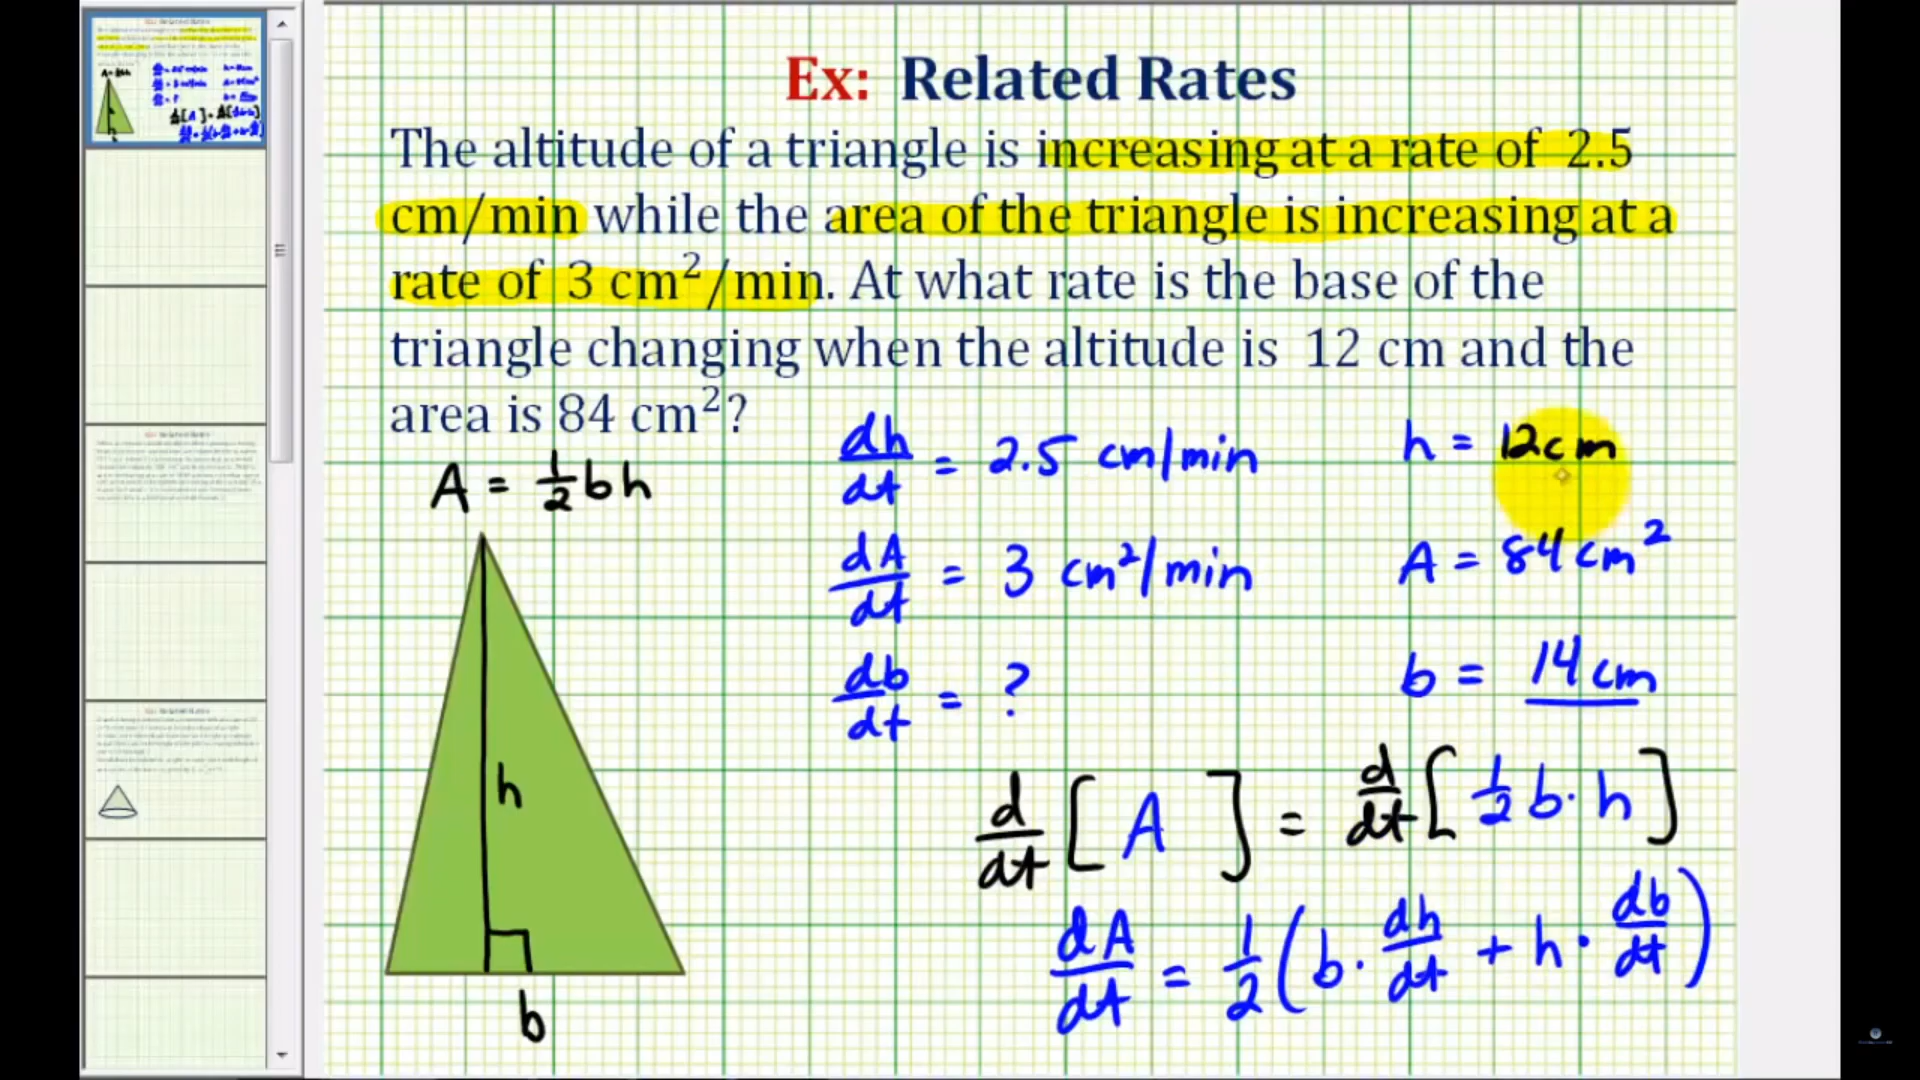 Ex: Related Rates
The altitude of a triangle is increasing at a rate of 2.5
cm/min while the area of the triangle is increasing at a
rate of 3 cm²/min. At what rate is the base of the
triangle changing when the altitude is 12 cm and the
area is 84 cm²?
A = 1/2 bh
dh/dt = 2.5 cm/min
h = 12cm
dA/dt = 3 cm²/min
A = 84 cm²
db/dt = ?
b = 14 cm
h
b
d/dt [A] = d/dt [1/2 b · h]
dA/dt = 1/2 (b · dh/dt + h · db/dt)